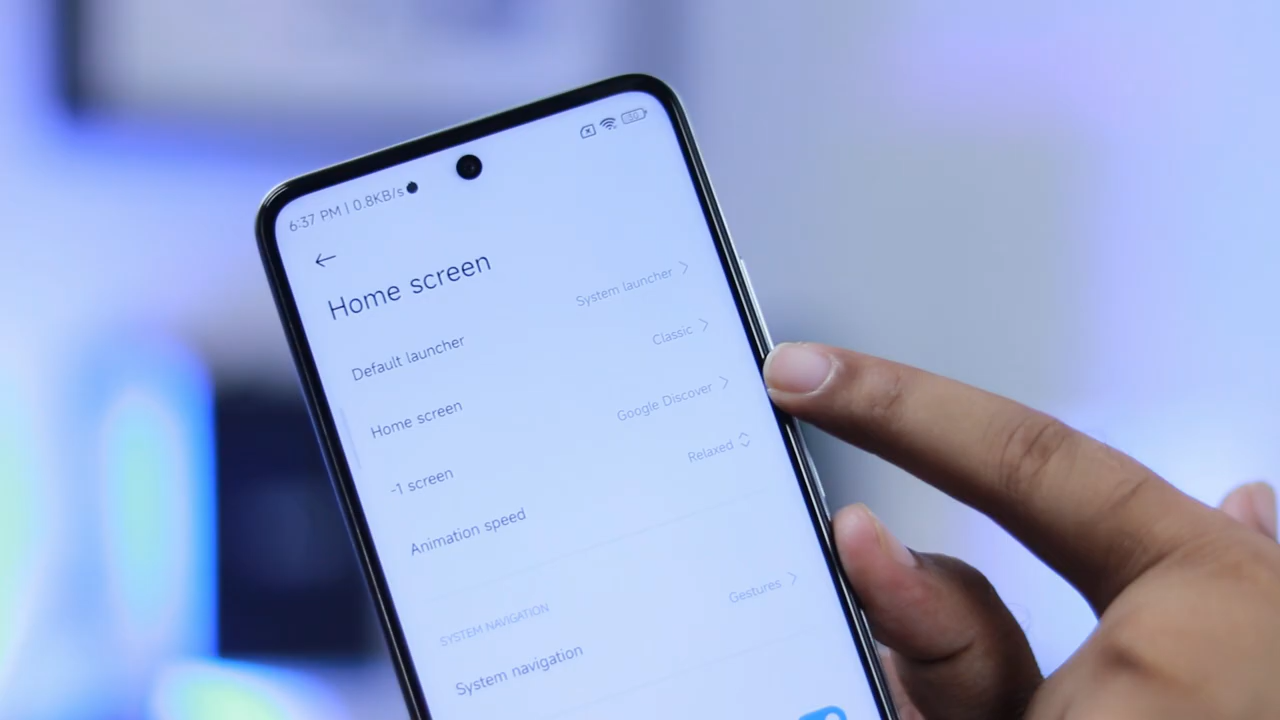 6:37 PM | 0.8KB/s
50
Home screen
Default launcher System launcher
Home screen Classic
-1 screen Google Discover
Animation speed Relaxed
SYSTEM NAVIGATION
System navigation Gestures